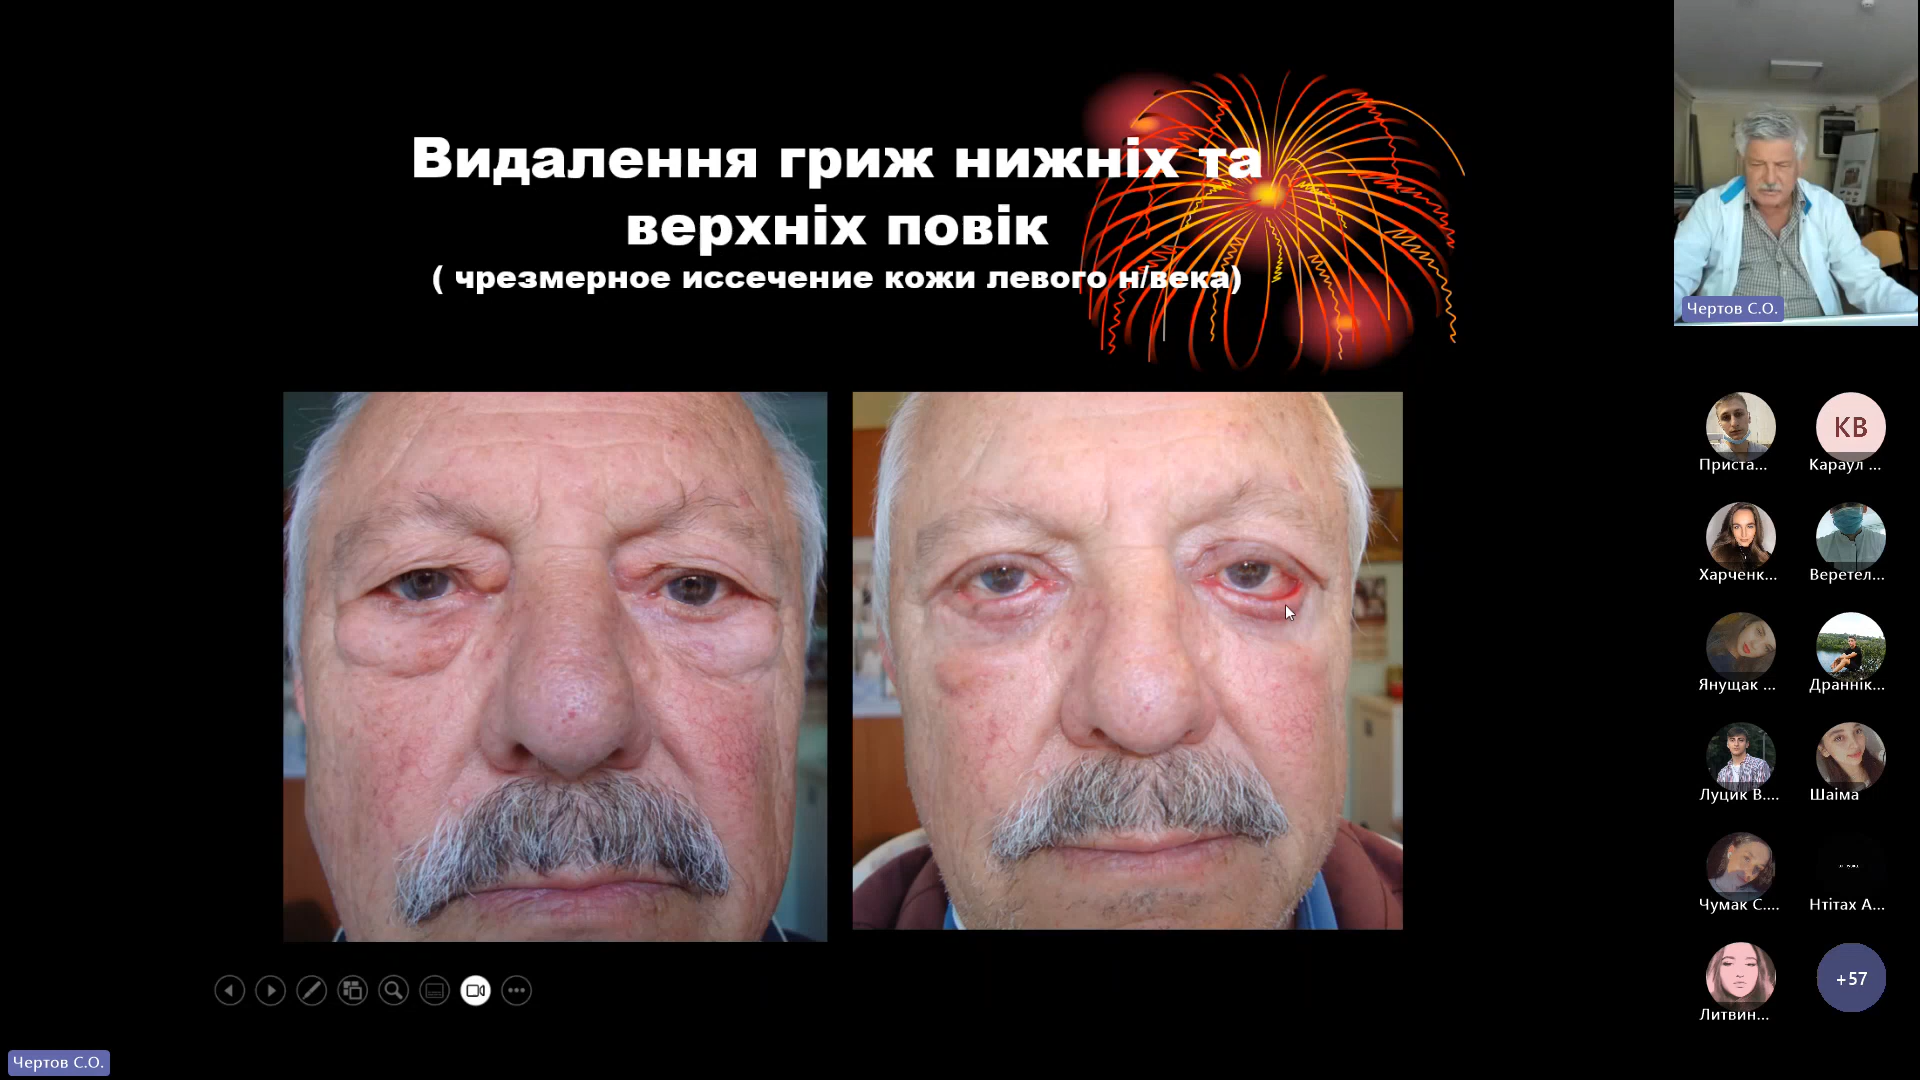 Видалення гриж нижніх та
верхніх повік
( чрезмерное иссечение кожи левого н/века)
Чертов С.О.
Приста...
КВ
Караул ...
Харченк...
Веретел...
Янущак ...
Драннік...
Луцик В....
Шаіма
Чумак С....
Нтітах А...
Литвин...
+57
Чертов С.О.